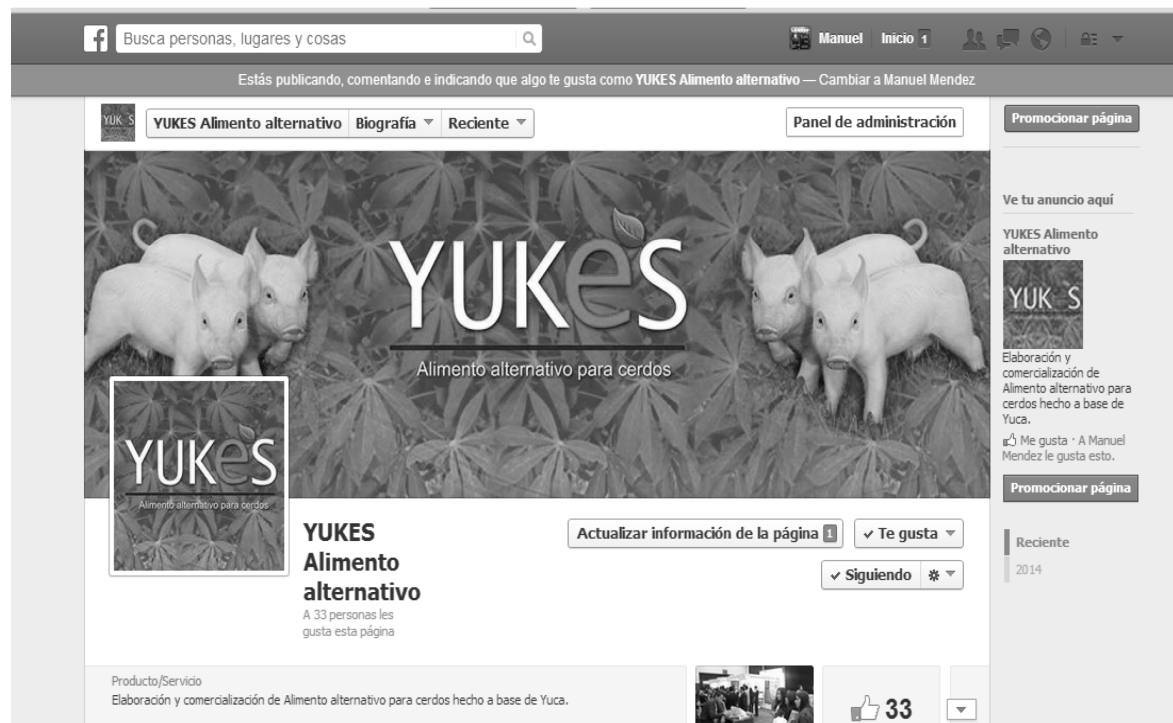 Busca personas, lugares y cosas
Manuel
Inicio 1
Estás publicando, comentando e indicando que algo te gusta como YUKES Alimento alternativo — Cambiar a Manuel Mendez
YUK S
YUKES Alimento alternativo
Biografía
Reciente
Panel de administración
Promocionar página
YUKeS
Alimento alternativo para cerdos
YUKeS
Alimento alternativo para cerdos
YUKES
Alimento
alternativo
A 33 personas les
gusta esta página
Actualizar información de la página 1
Te gusta
Siguiendo
Producto/Servicio
Elaboración y comercialización de Alimento alternativo para cerdos hecho a base de Yuca.
33
Ve tu anuncio aquí
YUKES Alimento
alternativo
YUK S
Elaboración y
comercialización de
Alimento alternativo para
cerdos hecho a base de
Yuca.
Me gusta · A Manuel
Mendez le gusta esto.
Promocionar página
Reciente
2014